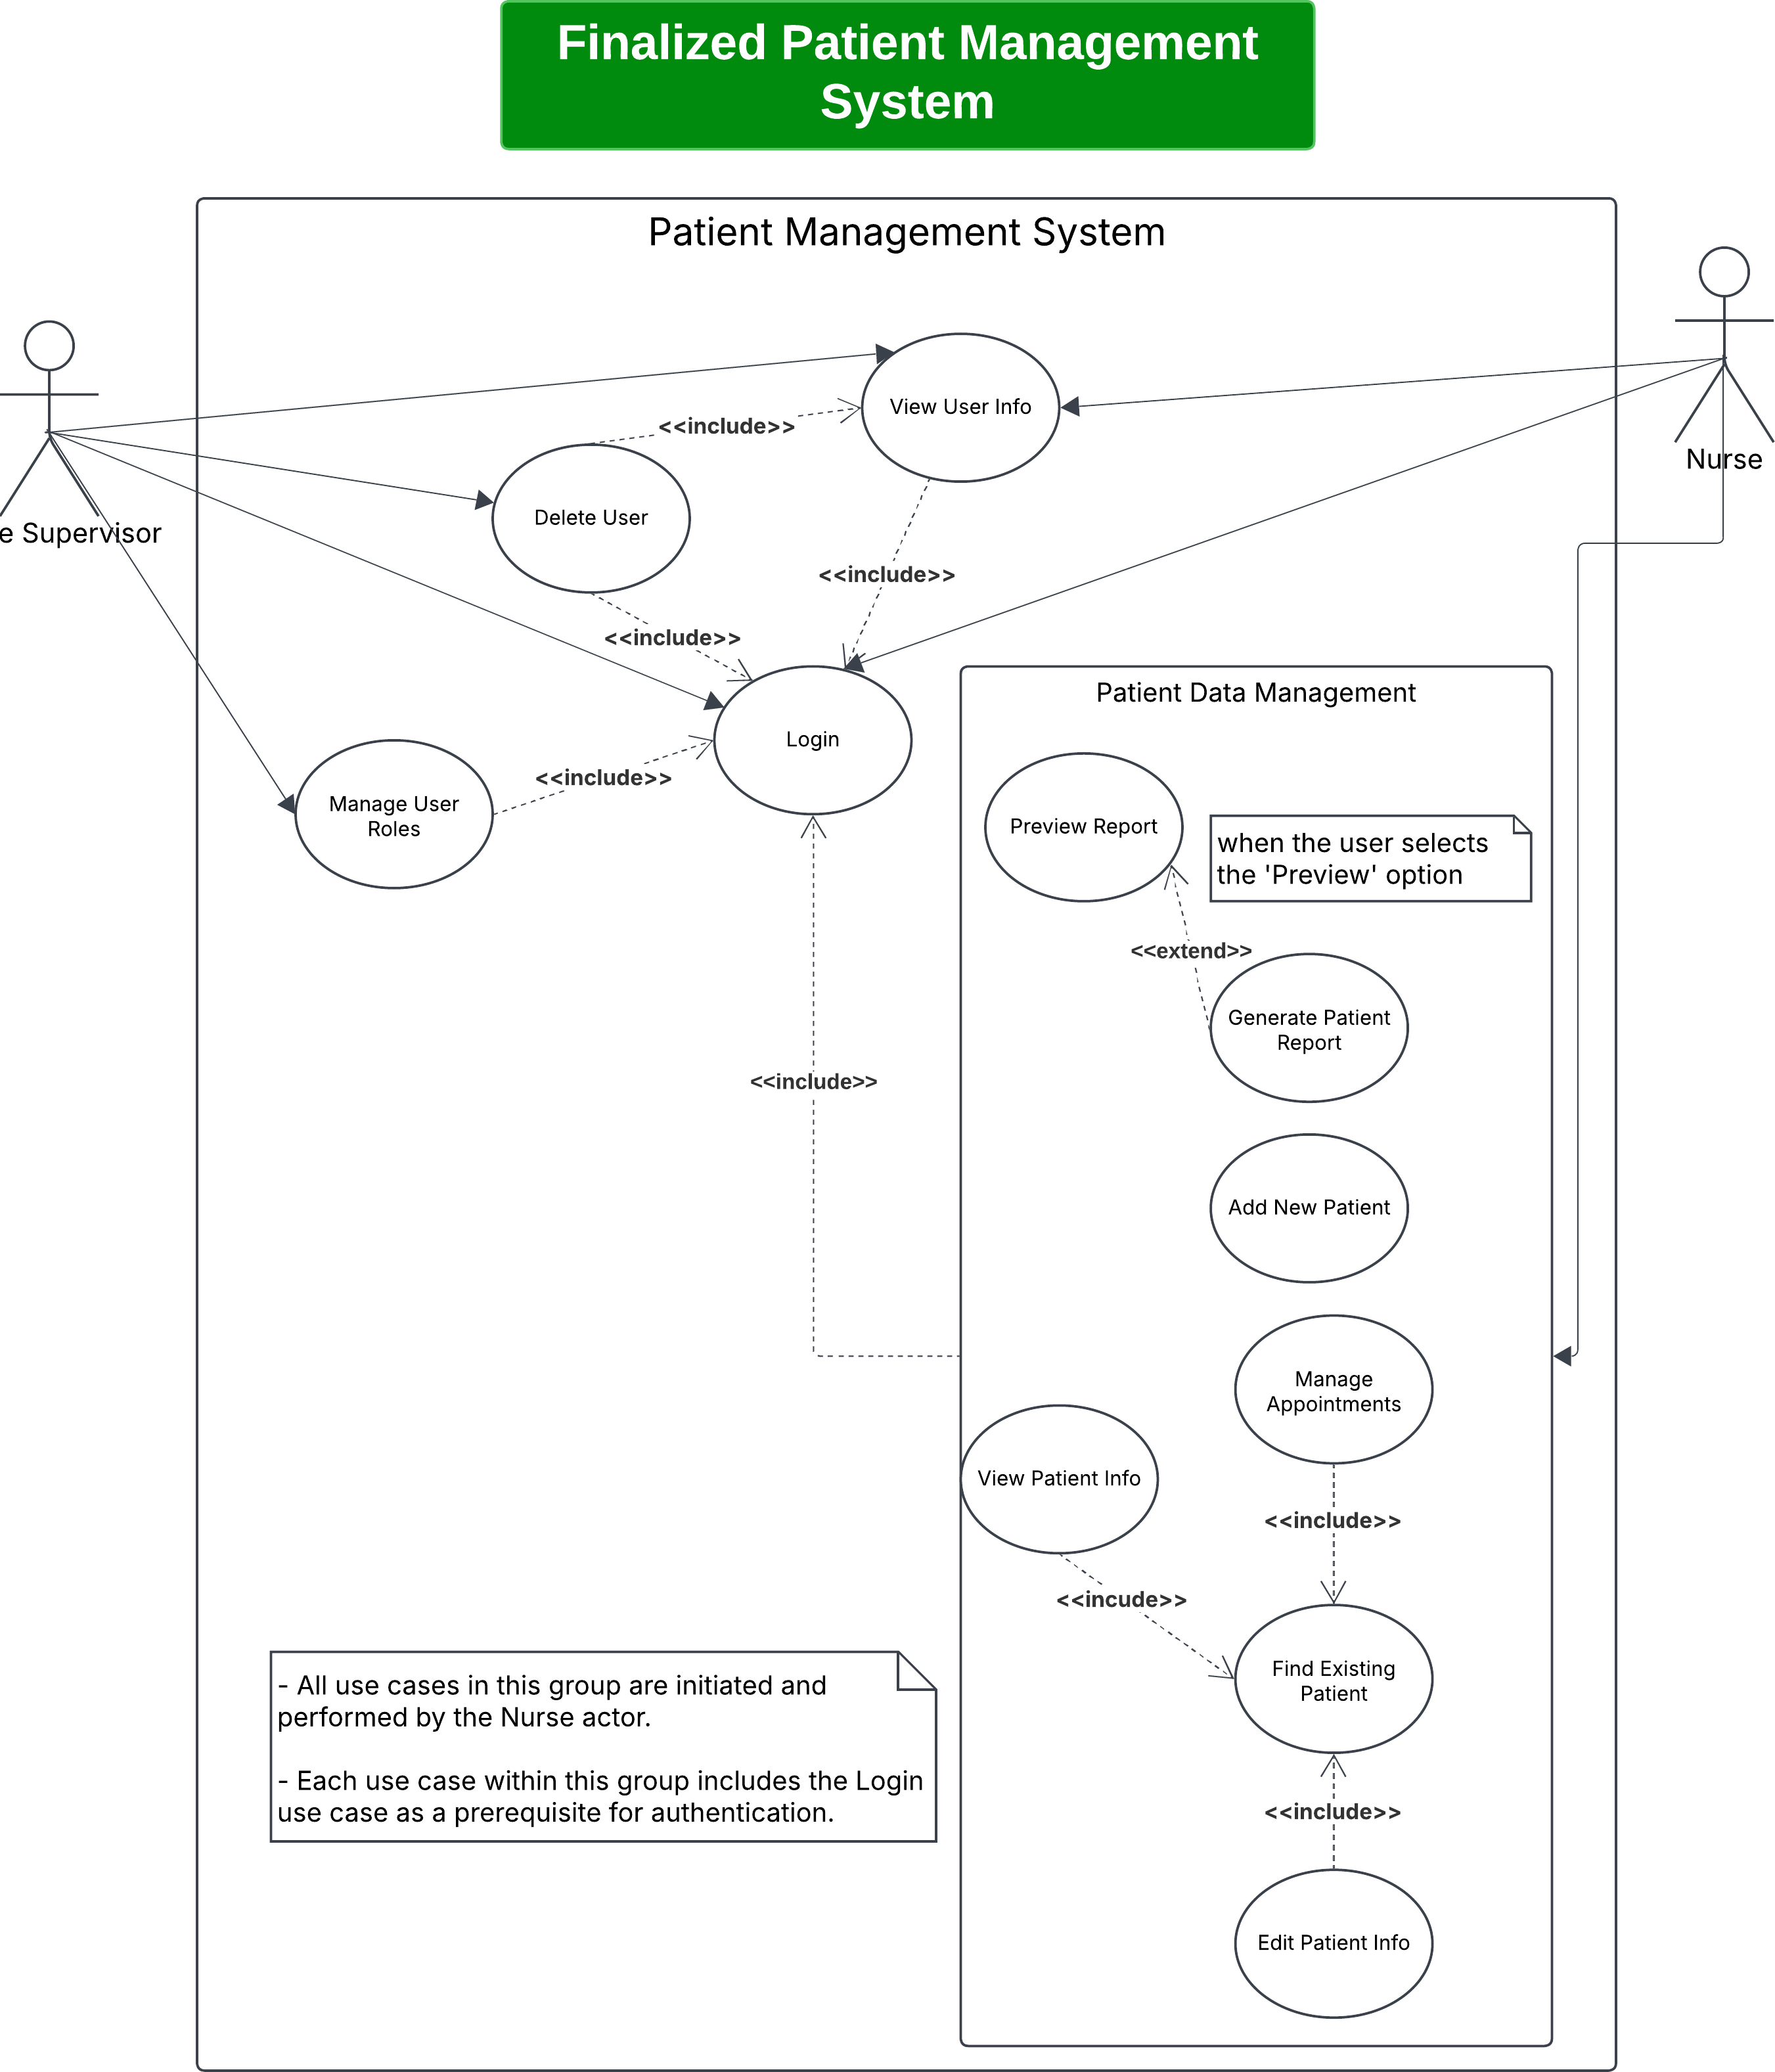 Finalized Patient Management
System
Patient Management System
View User Info
<<include>>
Nurse
Delete User
e Supervisor
<<include>>
<<include>>
Patient Data Management
Login
<<include>>
Manage User
Roles
Preview Report
when the user selects
the 'Preview' option
<<extend>>
Generate Patient
Report
<<include>>
Add New Patient
Manage
Appointments
View Patient Info
<<include>>
<<incude>>
Find Existing
Patient
- All use cases in this group are initiated and
performed by the Nurse actor.
- Each use case within this group includes the Login
use case as a prerequisite for authentication.
<<include>>
Edit Patient Info